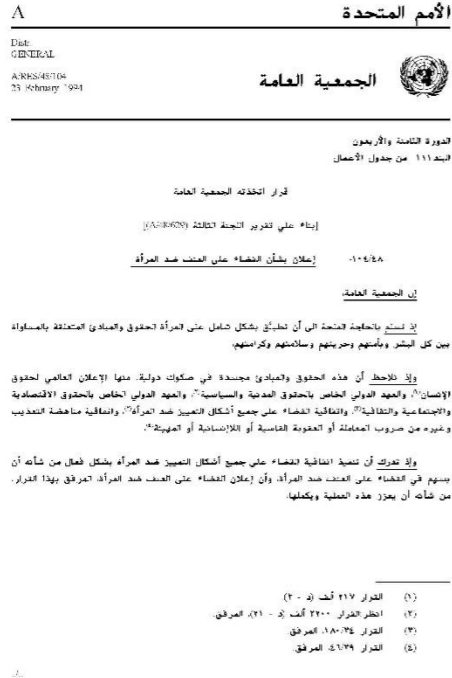 A
الأمم المتحدة
Distr.
GENERAL
A/RES/48/104
23 February 1994
الجمعية العامة
الدورة الثامنة والأربعون
البند ١١١ من جدول الأعمال
قرار اتخذته الجمعية العامة
[بناء على تقرير اللجنة الثالثة (A/48/629)]
٤٨/١٠٤-
إعلان بشأن القضاء على العنف ضد المرأة
إن الجمعية العامة،
إذ تسلم بالحاجة الملحة الى أن تطبق بشكل شامل على المرأة الحقوق والمبادئ المتعلقة بالمساواة
بين كل البشر وبأمنهم وحريتهم وسلامتهم وكرامتهم،
وإذ تلاحظ أن هذه الحقوق والمبادئ مجسدة في صكوك دولية، منها الإعلان العالمي لحقوق
الإنسان(١)، والعهد الدولي الخاص بالحقوق المدنية والسياسية(٢)، والعهد الدولي الخاص بالحقوق الاقتصادية
والاجتماعية والثقافية(٢)، واتفاقية القضاء على جميع أشكال التمييز ضد المرأة(٣)، واتفاقية مناهضة التعذيب
وغيره من ضروب المعاملة أو العقوبة القاسية أو اللاإنسانية أو المهينة(٤)،
وإذ تدرك أن تنفيذ اتفاقية القضاء على جميع أشكال التمييز ضد المرأة بشكل فعال من شأنه أن
يسهم في القضاء على العنف ضد المرأة، وأن إعلان القضاء على العنف ضد المرأة، المرفق بهذا القرار،
من شأنه أن يعزز هذه العملية ويكملها،
(١) القرار ٢١٧ ألف (د - ٣)
(٢) انظر القرار ٢٢٠٠ ألف (د - ٢١)، المرفق.
(٣) القرار ٣٤/١٨٠، المرفق
(٤) القرار ٣٩/٤٦، المرفق.
../..